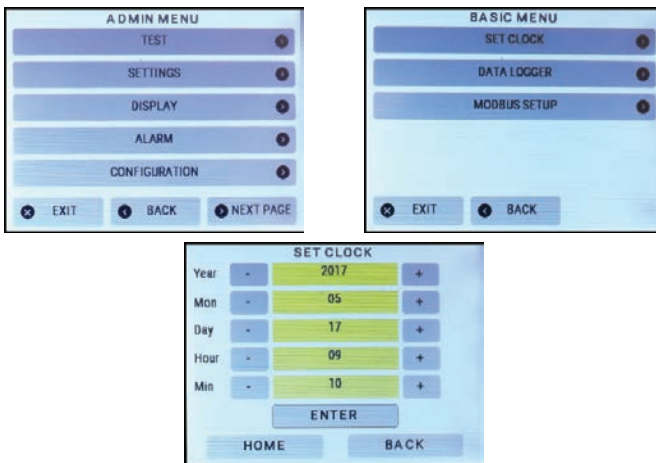 ADMIN MENU
TEST
SETTINGS
DISPLAY
ALARM
CONFIGURATION
EXIT BACK NEXT PAGE
BASIC MENU
SET CLOCK
DATA LOGGER
MODBUS SETUP
EXIT BACK
SET CLOCK
Year - 2017 +
Mon - 05 +
Day - 17 +
Hour - 09 +
Min - 10 +
ENTER
HOME BACK